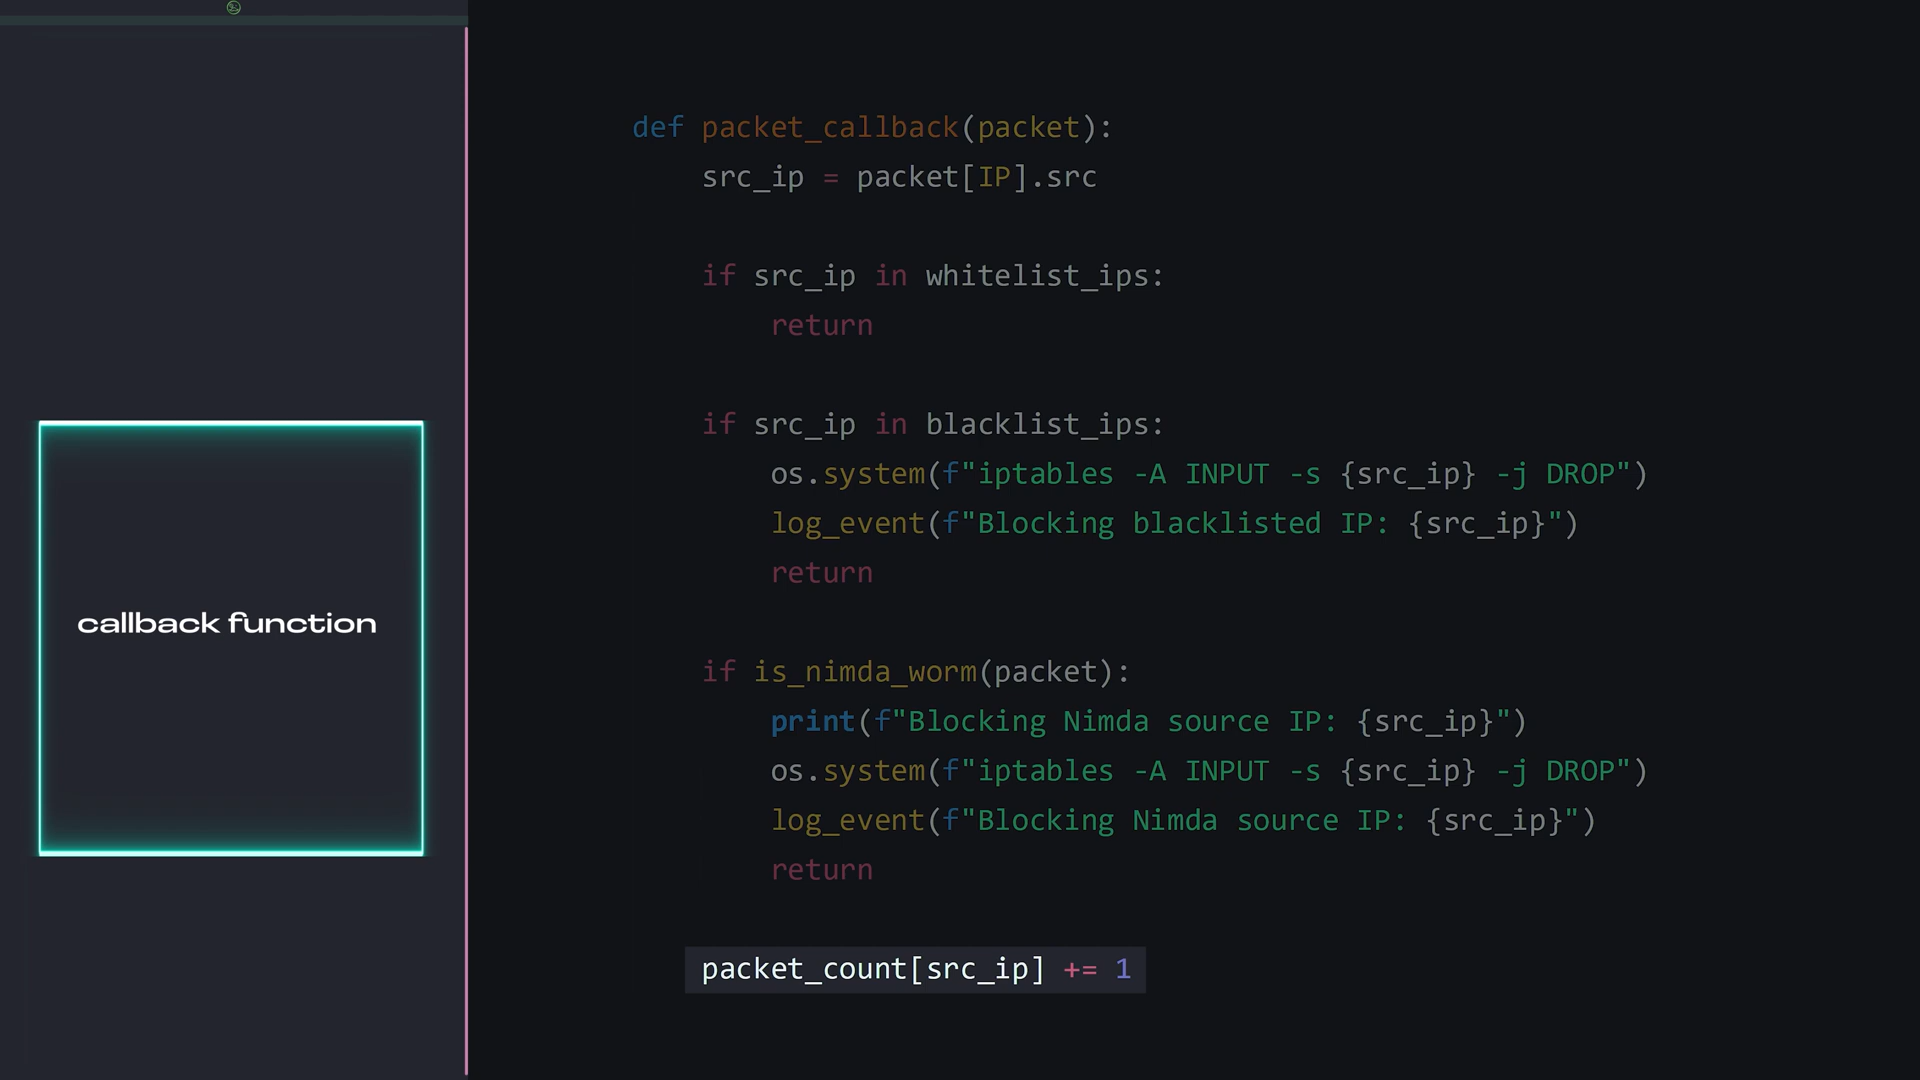 callback function
def packet_callback(packet):
src_ip = packet[IP].src
if src_ip in whitelist_ips:
return
if src_ip in blacklist_ips:
os.system(f"iptables -A INPUT -s {src_ip} -j DROP")
log_event(f"Blocking blacklisted IP: {src_ip}")
return
if is_nimda_worm(packet):
print(f"Blocking Nimda source IP: {src_ip}")
os.system(f"iptables -A INPUT -s {src_ip} -j DROP")
log_event(f"Blocking Nimda source IP: {src_ip}")
return
packet_count[src_ip] += 1